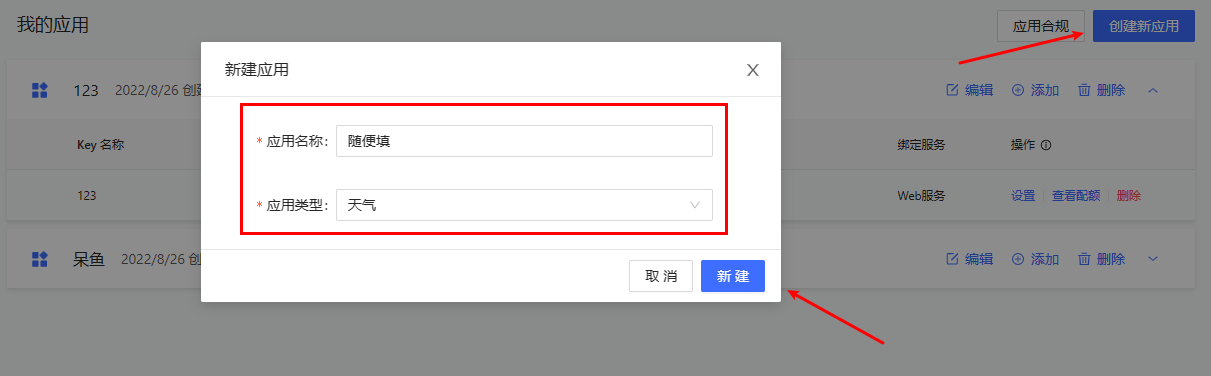 我的应用
应用合规
创建新应用
新建应用
123 2022/8/26 创
编辑 添加 删除
* 应用名称: 随便填
Key 名称
绑定服务
操作
123
* 应用类型: 天气
Web服务
设置 查看配额 删除
呆鱼 2022/8/26 创
编辑 添加 删除
取 消
新 建